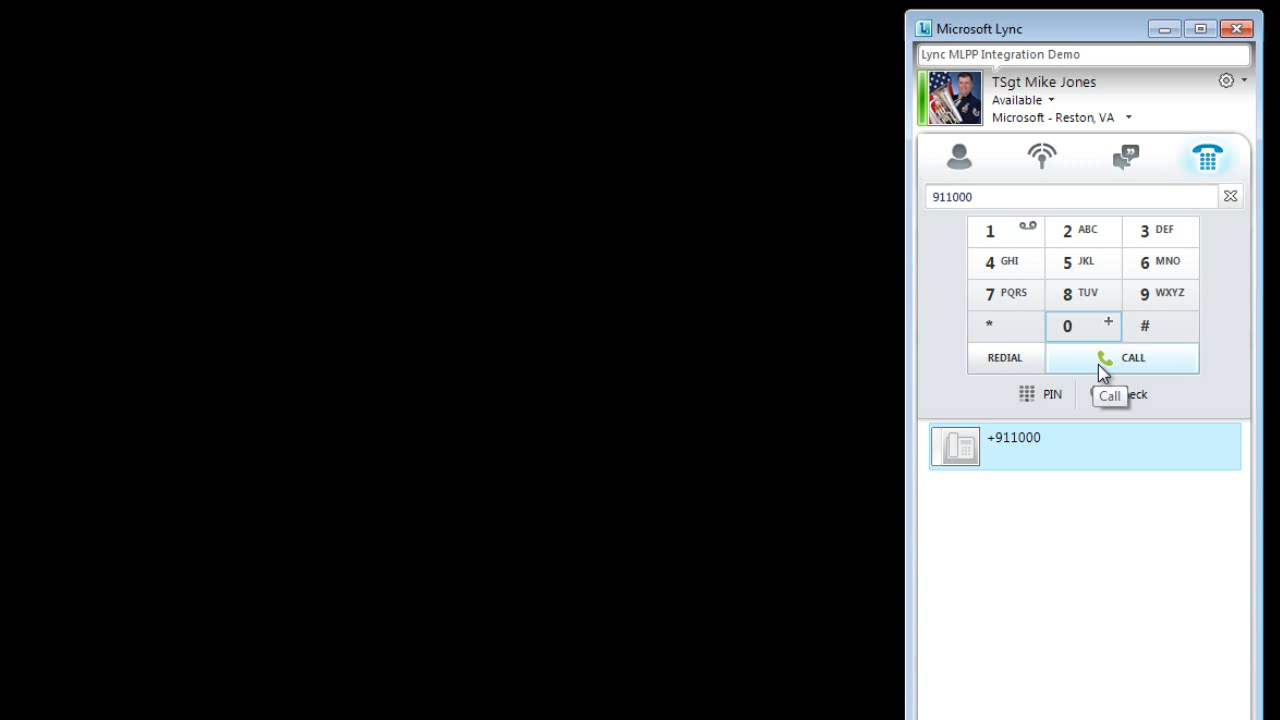 Microsoft Lync
Lync MLPP Integration Demo
TSgt Mike Jones
Available
Microsoft - Reston, VA
911000
1
2 ABC
3 DEF
4 GHI
5 JKL
6 MNO
7 PQRS
8 TUV
9 WXYZ
*
0 +
#
REDIAL
CALL
PIN
Call
+911000